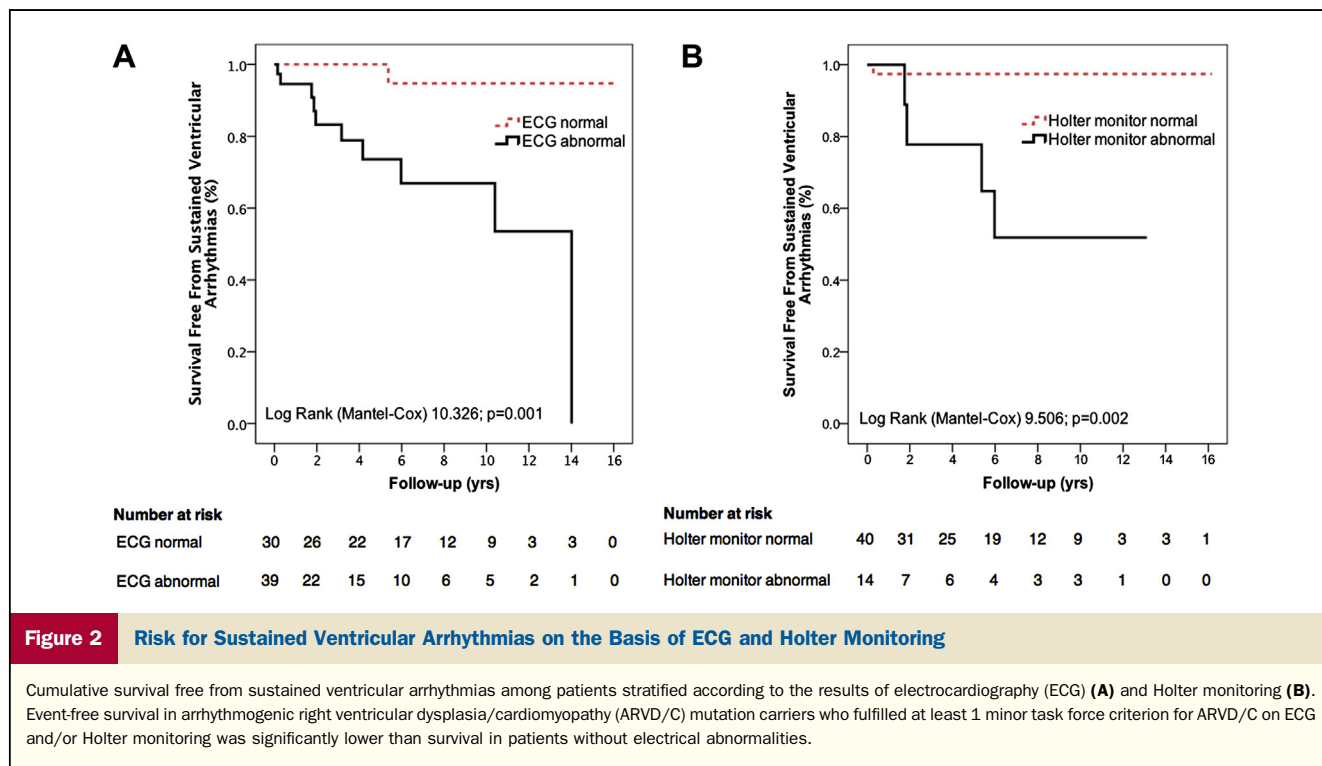 A
Survival Free From Sustained Ventricular
Arrhythmias (%)
1.0
0.8
0.6
0.4
0.2
0.0
ECG normal
ECG abnormal
Log Rank (Mantel-Cox) 10.326; p=0.001
0 2 4 6 8 10 12 14 16
Follow-up (yrs)
Number at risk
ECG normal 30 26 22 17 12 9 3 3 0
ECG abnormal 39 22 15 10 6 5 2 1 0
B
Survival Free From Sustained Ventricular
Arrhythmias (%)
1.0
0.8
0.6
0.4
0.2
0.0
Holter monitor normal
Holter monitor abnormal
Log Rank (Mantel-Cox) 9.506; p=0.002
0 2 4 6 8 10 12 14 16
Follow-up (yrs)
Number at risk
Holter monitor normal 40 31 25 19 12 9 3 3 1
Holter monitor abnormal 14 7 6 4 3 3 1 0 0
Figure 2 Risk for Sustained Ventricular Arrhythmias on the Basis of ECG and Holter Monitoring
Cumulative survival free from sustained ventricular arrhythmias among patients stratified according to the results of electrocardiography (ECG) (A) and Holter monitoring (B).
Event-free survival in arrhythmogenic right ventricular dysplasia/cardiomyopathy (ARVD/C) mutation carriers who fulfilled at least 1 minor task force criterion for ARVD/C on ECG
and/or Holter monitoring was significantly lower than survival in patients without electrical abnormalities.